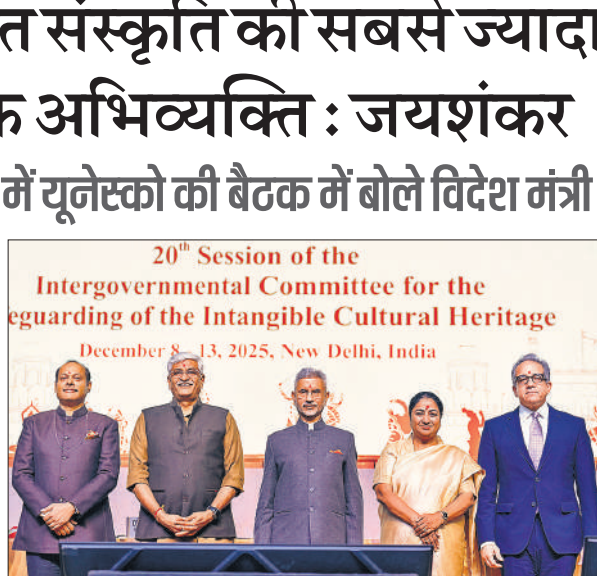 संस्कृति की सबसे ज्यादा
अभिव्यक्ति : जयशंकर
में यूनेस्को की बैठक में बोले विदेश मंत्री
20th Session of the
Intergovernmental Committee for the
eguarding of the Intangible Cultural Heritage
December 8 - 13, 2025, New Delhi, India